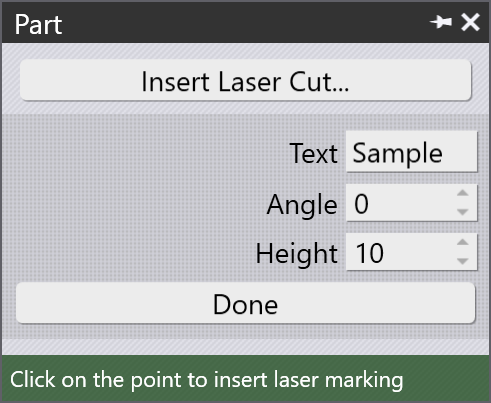 Part
Insert Laser Cut...
Text Sample
Angle 0
Height 10
Done
Click on the point to insert laser marking